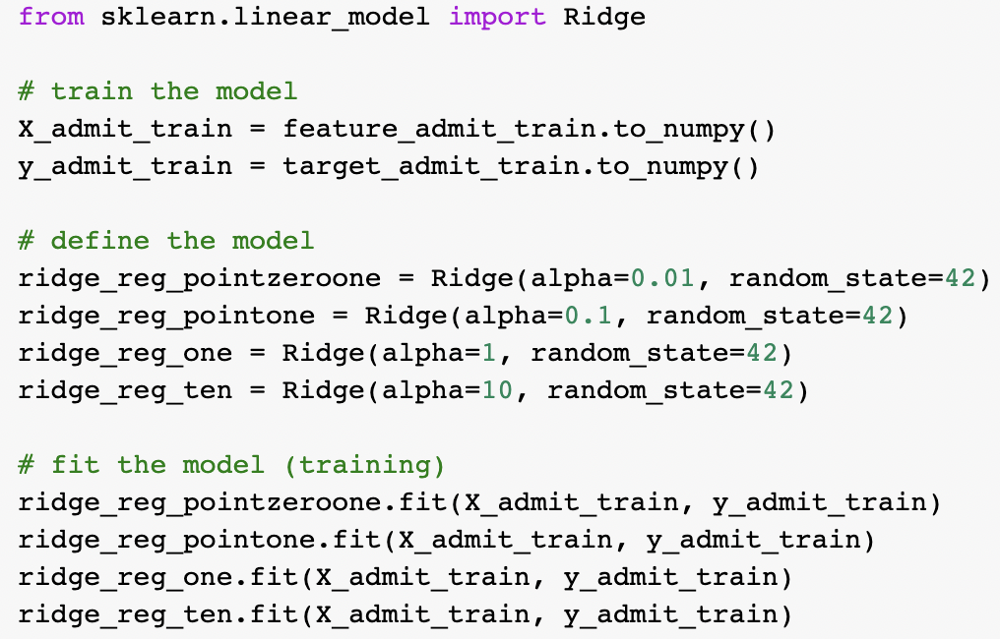 from sklearn.linear_model import Ridge
# train the model
X_admit_train = feature_admit_train.to_numpy()
y_admit_train = target_admit_train.to_numpy()
# define the model
ridge_reg_pointzeroone = Ridge(alpha=0.01, random_state=42)
ridge_reg_pointone = Ridge(alpha=0.1, random_state=42)
ridge_reg_one = Ridge(alpha=1, random_state=42)
ridge_reg_ten = Ridge(alpha=10, random_state=42)
# fit the model (training)
ridge_reg_pointzeroone.fit(X_admit_train, y_admit_train)
ridge_reg_pointone.fit(X_admit_train, y_admit_train)
ridge_reg_one.fit(X_admit_train, y_admit_train)
ridge_reg_ten.fit(X_admit_train, y_admit_train)